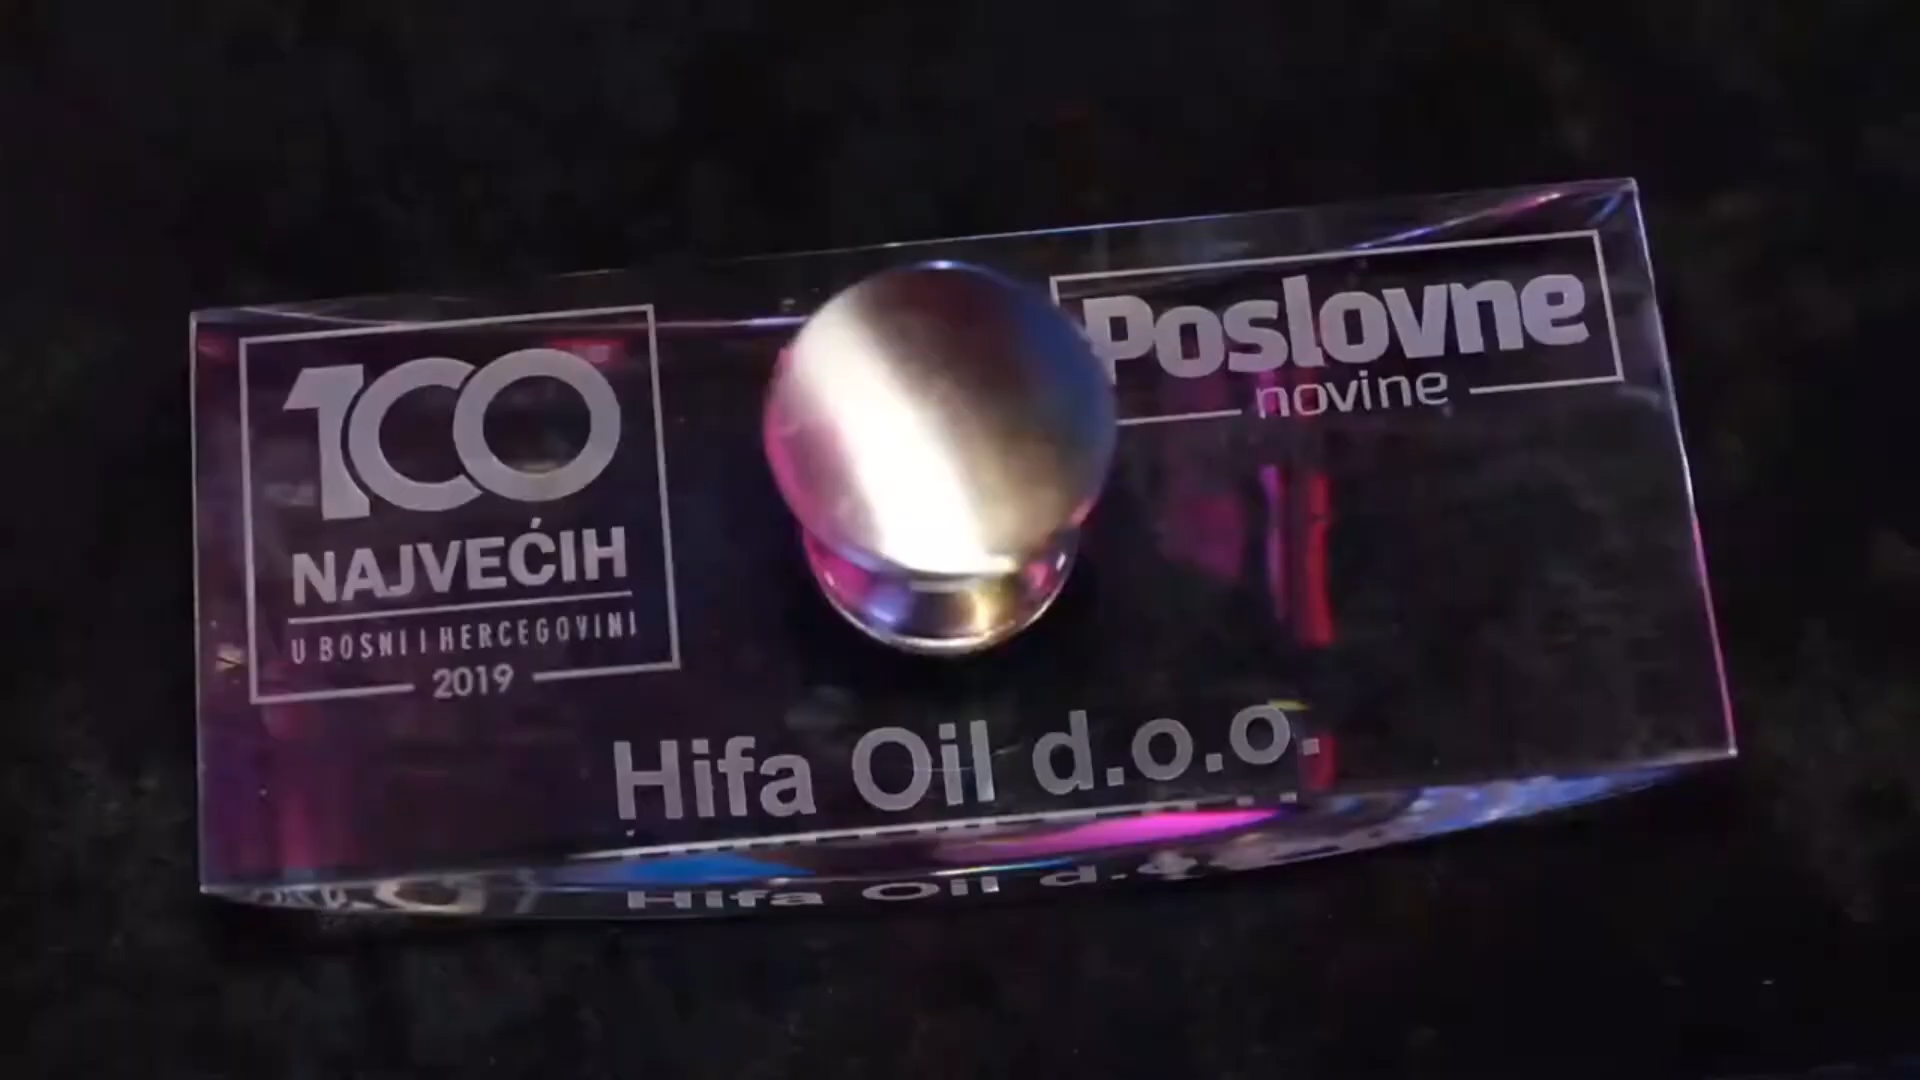 100
NAJVEĆIH
U BOSNI I HERCEGOVINI
2019
Poslovne
novine
Hifa Oil d.o.o.